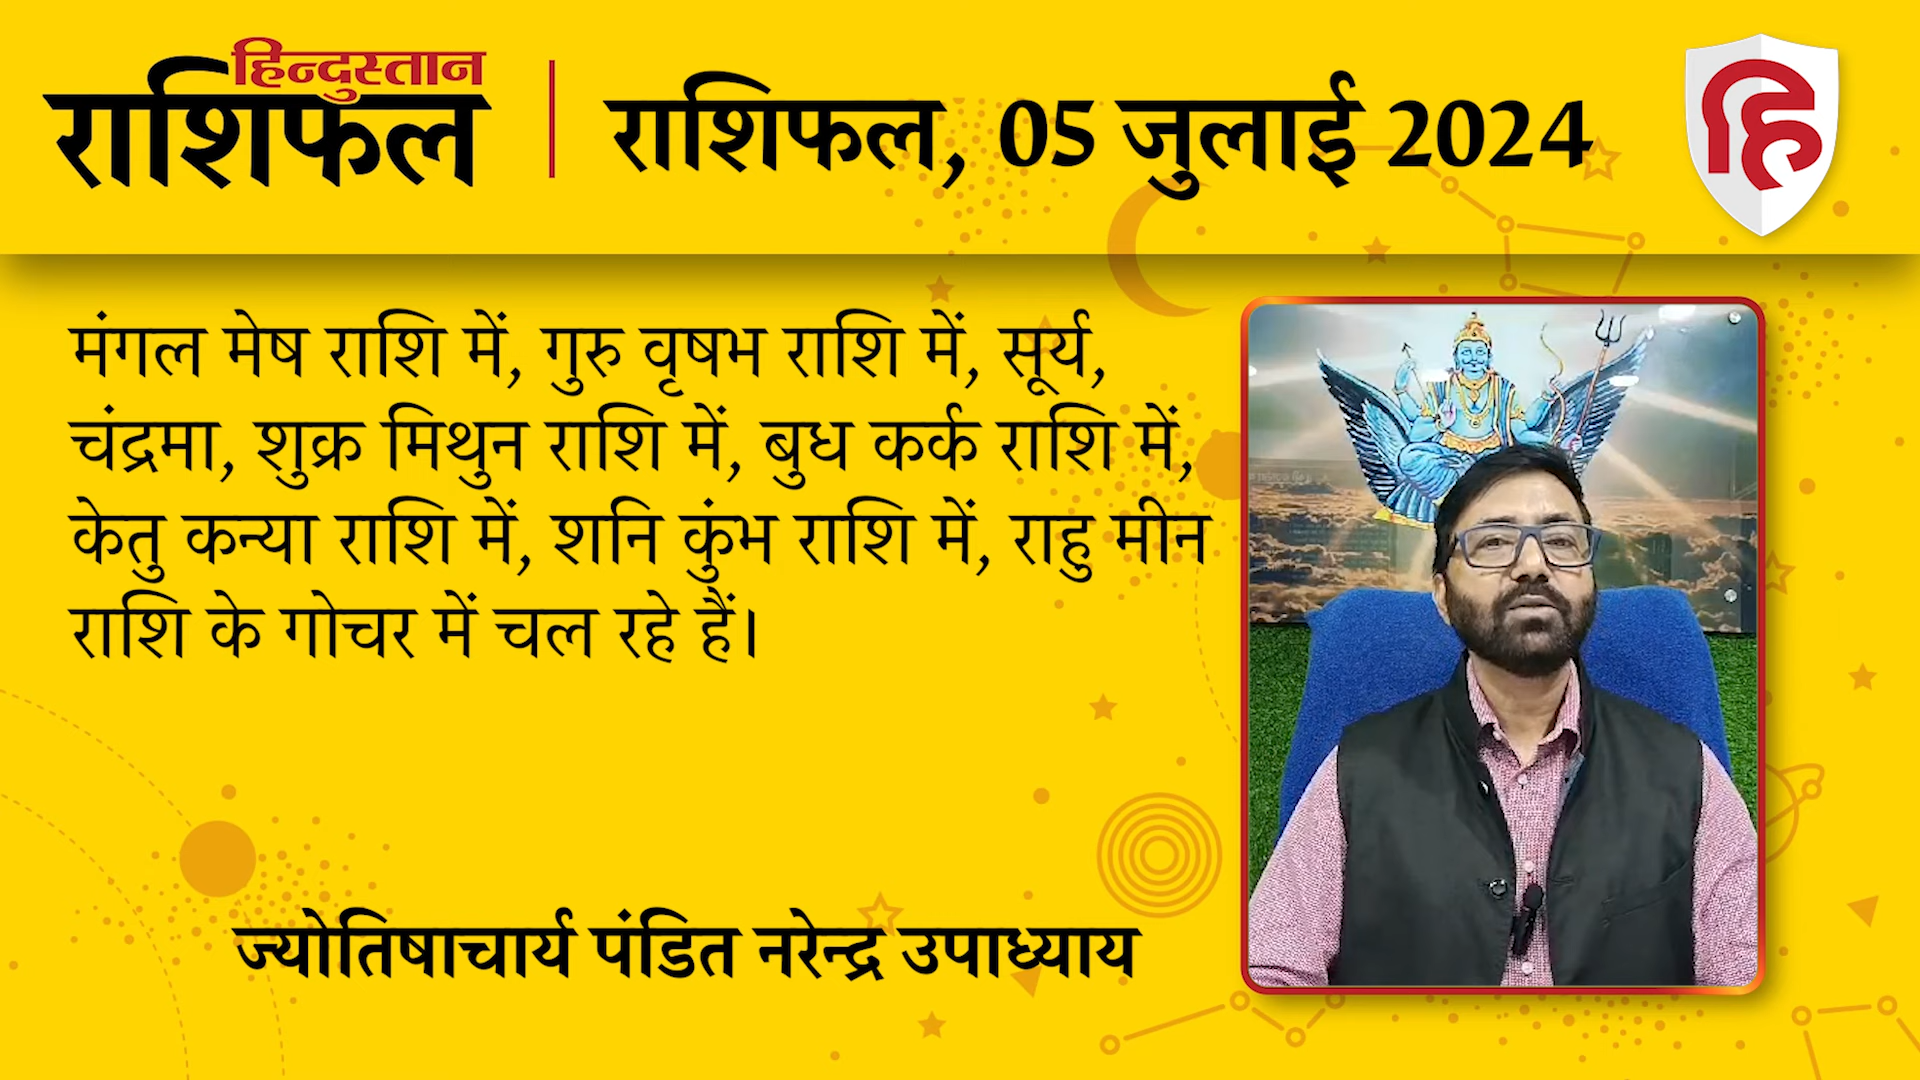 हिन्दुस्तान
राशिफल
राशिफल, 05 जुलाई 2024
हि
मंगल मेष राशि में, गुरु वृषभ राशि में, सूर्य,
चंद्रमा, शुक्र मिथुन राशि में, बुध कर्क राशि में,
केतु कन्या राशि में, शनि कुंभ राशि में, राहु मीन
राशि के गोचर में चल रहे हैं।
ज्योतिषाचार्य पंडित नरेन्द्र उपाध्याय